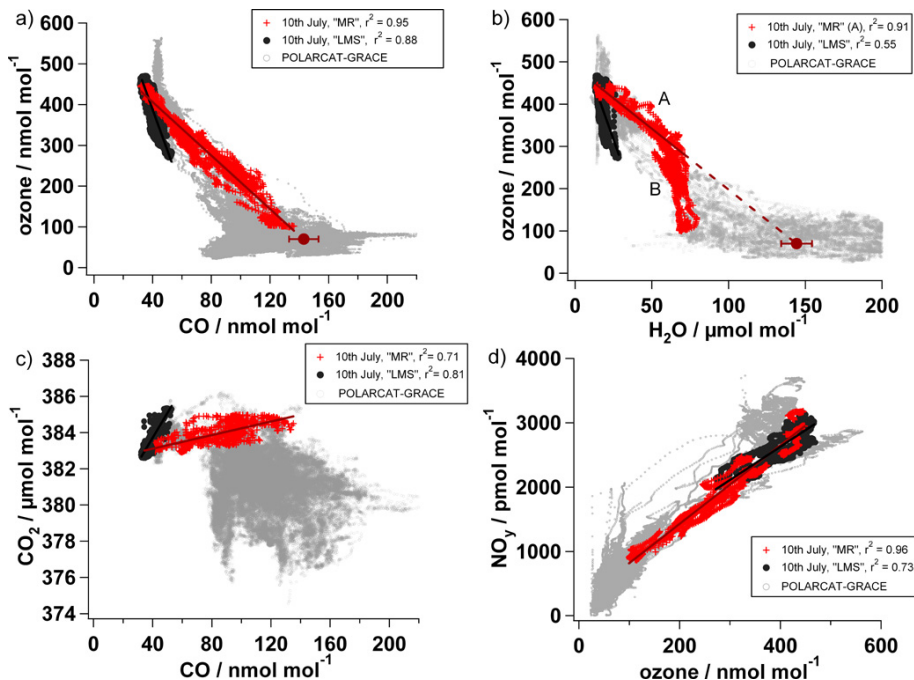 a)
600
500
400
300
200
100
0
ozone / nmol mol⁻¹
0 40 80 120 160 200
CO / nmol mol⁻¹
10th July, "MR", r² = 0.95
10th July, "LMS", r² = 0.88
POLARCAT-GRACE
b)
600
500
400
300
200
100
0
ozone / nmol mol⁻¹
0 50 100 150 200
H₂O / µmol mol⁻¹
10th July, "MR" (A), r²= 0.91
10th July, "LMS", r²= 0.55
POLARCAT-GRACE
A
B
c)
388
386
384
382
380
378
376
374
CO₂ / µmol mol⁻¹
0 40 80 120 160 200
CO / nmol mol⁻¹
10th July, "MR", r²= 0.71
10th July, "LMS", r²= 0.81
POLARCAT-GRACE
d)
4000
3000
2000
1000
0
NOy / pmol mol⁻¹
0 200 400 600
ozone / nmol mol⁻¹
10th July, "MR", r² = 0.96
10th July, "LMS", r² = 0.73
POLARCAT-GRACE